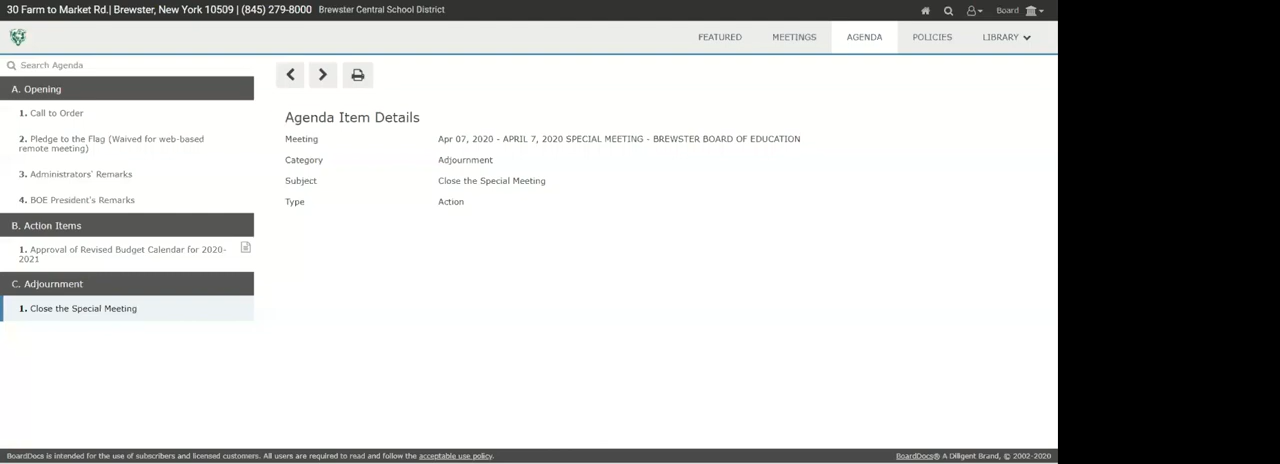 30 Farm to Market Rd.| Brewster, New York 10509 | (845) 279-8000 Brewster Central School District
Board
FEATURED MEETINGS AGENDA POLICIES LIBRARY
Search Agenda
A. Opening
1. Call to Order
2. Pledge to the Flag (Waived for web-based
remote meeting)
3. Administrators' Remarks
4. BOE President's Remarks
B. Action Items
1. Approval of Revised Budget Calendar for 2020-
2021
C. Adjournment
1. Close the Special Meeting
Agenda Item Details
Meeting Apr 07, 2020 - APRIL 7, 2020 SPECIAL MEETING - BREWSTER BOARD OF EDUCATION
Category Adjournment
Subject Close the Special Meeting
Type Action
BoardDocs is intended for the use of subscribers and licensed customers. All users are required to read and follow the acceptable use policy.
BoardDocs® A Diligent Brand, © 2002-2020